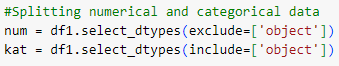 #Splitting numerical and categorical data
num = df1.select_dtypes(exclude=['object'])
kat = df1.select_dtypes(include=['object'])